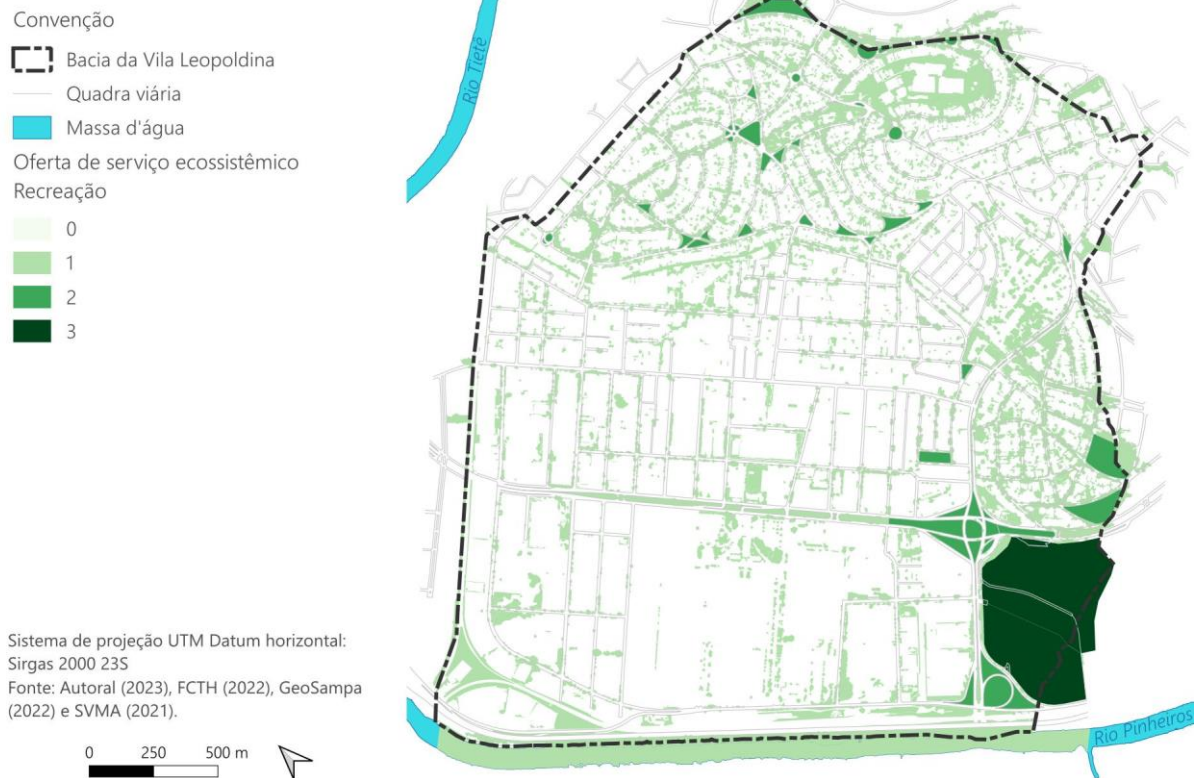 Convenção
Bacia da Vila Leopoldina
Quadra viária
Massa d'água
Oferta de serviço ecossistêmico
Recreação
0
1
2
3
Rio Tiete
Rio Pinheiros
Sistema de projeção UTM Datum horizontal:
Sirgas 2000 23S
Fonte: Autoral (2023), FCTH (2022), GeoSampa
(2022) e SVMA (2021).
0 250 500 m